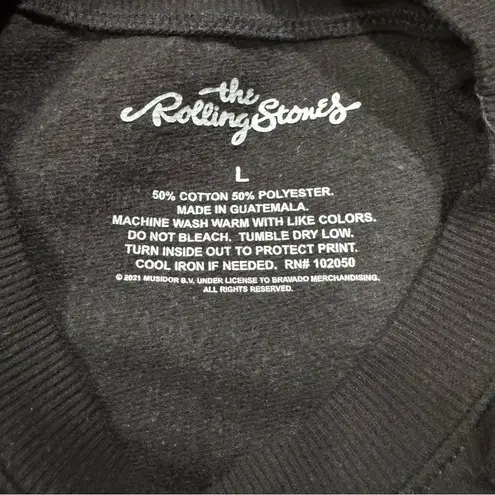 the
Rolling Stones
L
50% COTTON 50% POLYESTER.
MADE IN GUATEMALA.
MACHINE WASH WARM WITH LIKE COLORS.
DO NOT BLEACH. TUMBLE DRY LOW.
TURN INSIDE OUT TO PROTECT PRINT.
COOL IRON IF NEEDED. RN# 102050
© 2021 MUSIDOR B.V. UNDER LICENSE TO BRAVADO MERCHANDISING.
ALL RIGHTS RESERVED.